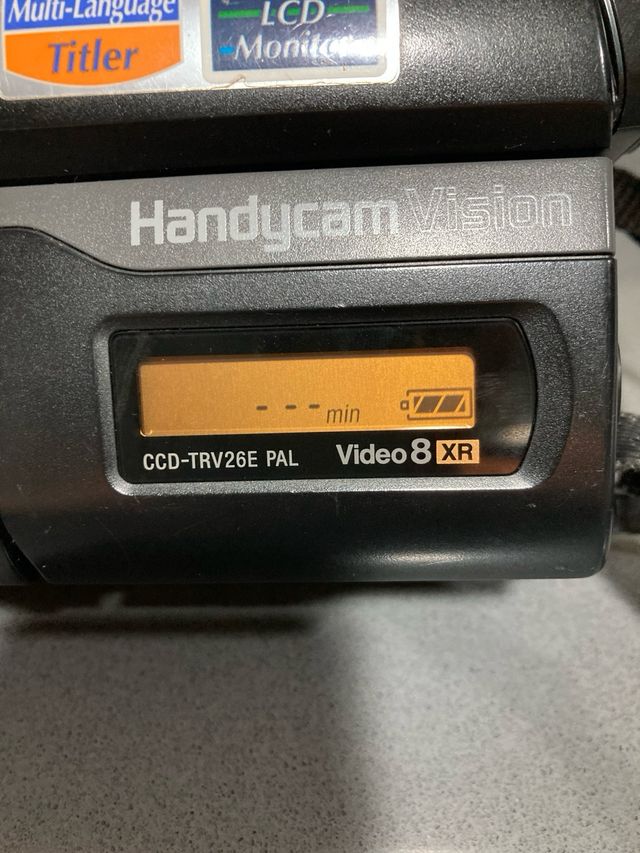 Multi-Language
Titler
LCD
Monitor
Handycam Vision
--- min
CCD-TRV26E PAL
Video 8 XR